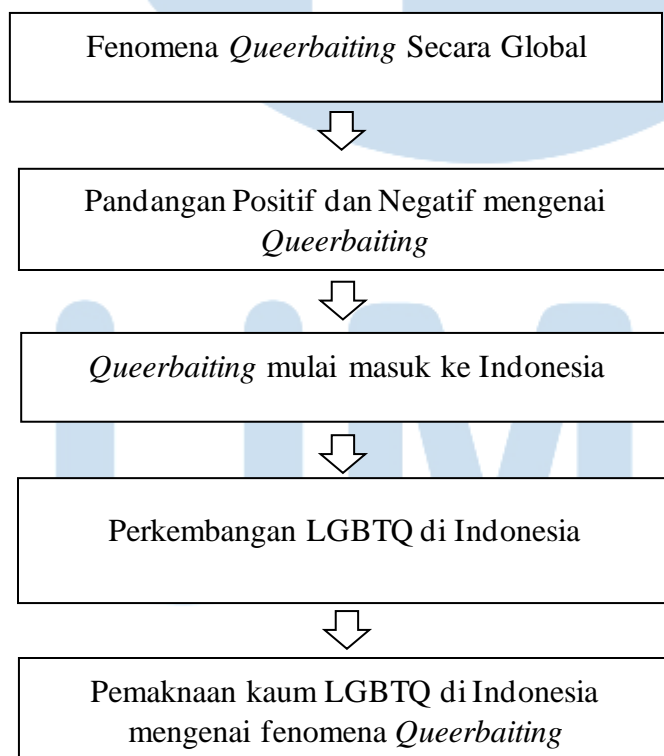 Fenomena Queerbaiting Secara Global
Pandangan Positif dan Negatif mengenai
Queerbaiting
Queerbaiting mulai masuk ke Indonesia
Perkembangan LGBTQ di Indonesia
Pemaknaan kaum LGBTQ di Indonesia
mengenai fenomena Queerbaiting